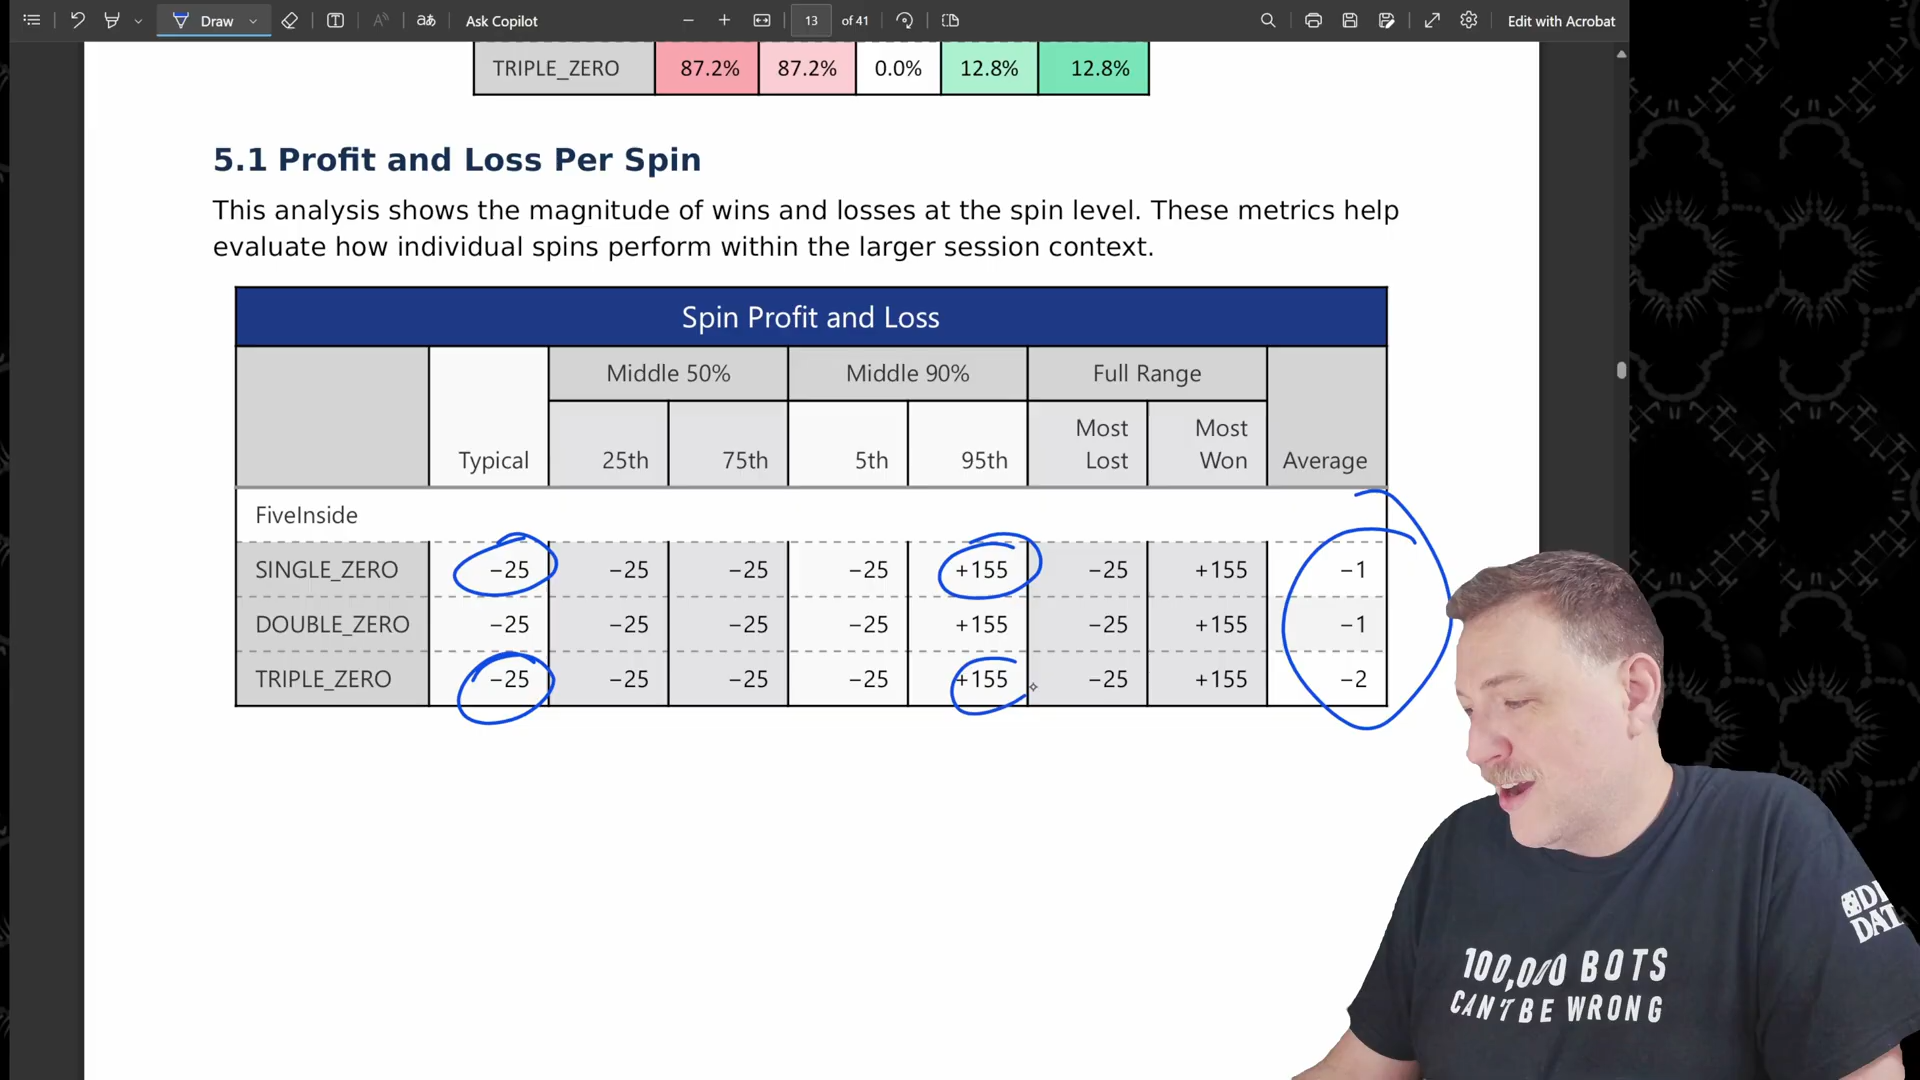 Draw
aあ
Ask Copilot
13 of 41
Edit with Acrobat
TRIPLE_ZERO 87.2% 87.2% 0.0% 12.8% 12.8%
5.1 Profit and Loss Per Spin
This analysis shows the magnitude of wins and losses at the spin level. These metrics help
evaluate how individual spins perform within the larger session context.
Spin Profit and Loss
Middle 50% Middle 90% Full Range
Typical 25th 75th 5th 95th Most Lost Most Won Average
FiveInside
SINGLE_ZERO −25 −25 −25 −25 +155 −25 +155 −1
DOUBLE_ZERO −25 −25 −25 −25 +155 −25 +155 −1
TRIPLE_ZERO −25 −25 −25 −25 +155 −25 +155 −2
100,000 BOTS
CAN'T BE WRONG